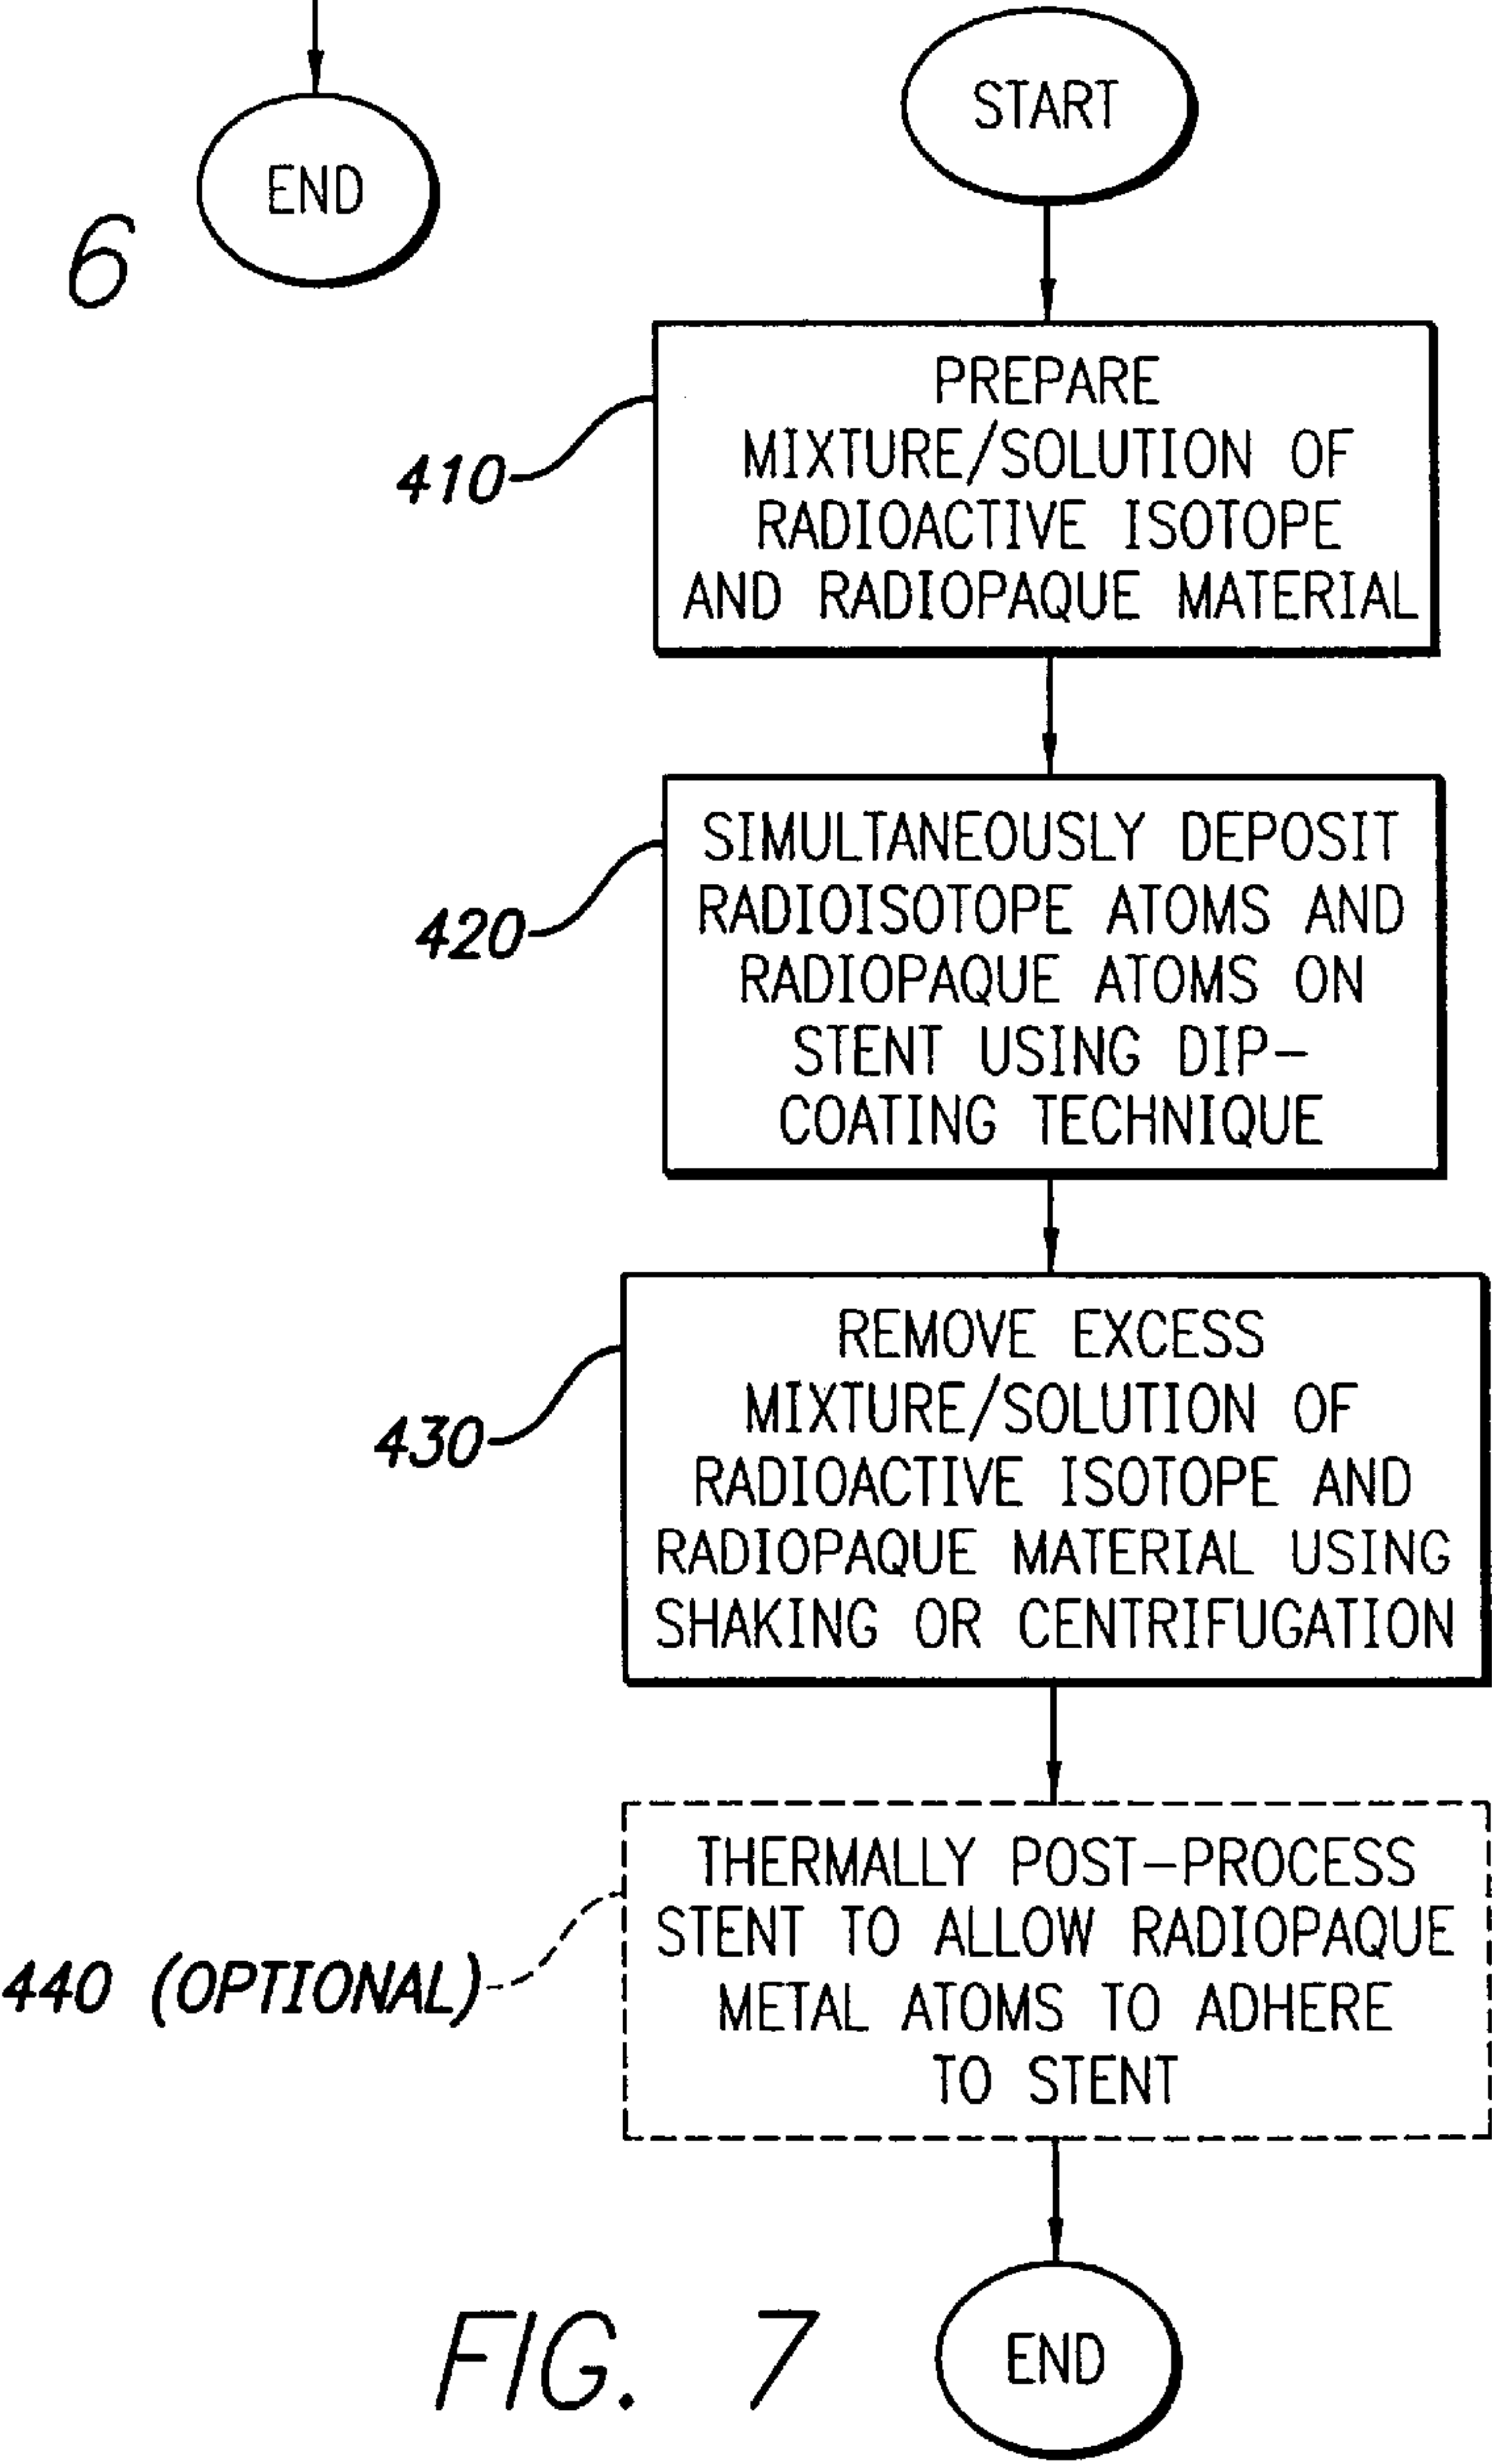 END
6
START
PREPARE
MIXTURE/SOLUTION OF
RADIOACTIVE ISOTOPE
AND RADIOPAQUE MATERIAL
410
SIMULTANEOUSLY DEPOSIT
RADIOISOTOPE ATOMS AND
RADIOPAQUE ATOMS ON
STENT USING DIP-
COATING TECHNIQUE
420
REMOVE EXCESS
MIXTURE/SOLUTION OF
RADIOACTIVE ISOTOPE AND
RADIOPAQUE MATERIAL USING
SHAKING OR CENTRIFUGATION
430
THERMALLY POST-PROCESS
STENT TO ALLOW RADIOPAQUE
METAL ATOMS TO ADHERE
TO STENT
440 (OPTIONAL)
END
FIG. 7